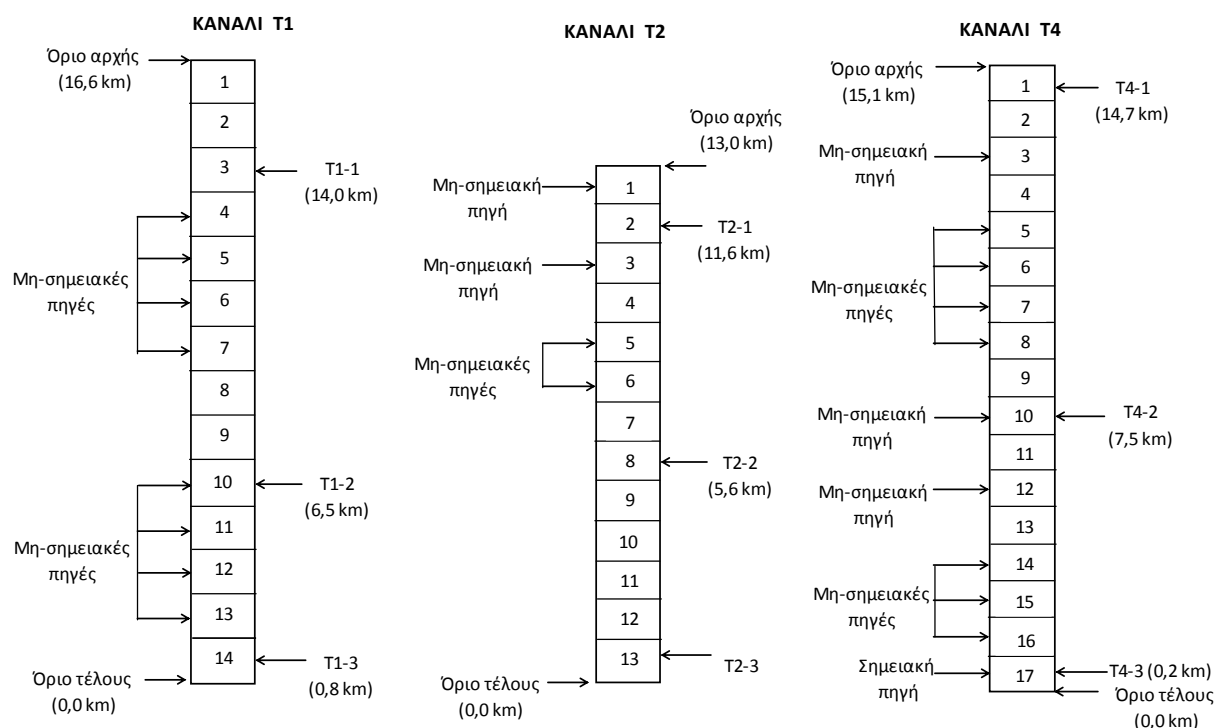 ΚΑΝΑΛΙ Τ1
Όριο αρχής
(16,6 km)
1
2
3
Τ1-1
(14,0 km)
4
5
Μη-σημειακές
πηγές
6
7
8
9
10
Τ1-2
(6,5 km)
11
Μη-σημειακές
πηγές
12
13
14
Τ1-3
(0,8 km)
Όριο τέλους
(0,0 km)
ΚΑΝΑΛΙ Τ2
Όριο αρχής
(13,0 km)
Μη-σημειακή
πηγή
1
2
Τ2-1
(11,6 km)
Μη-σημειακή
πηγή
3
4
5
Μη-σημειακές
πηγές
6
7
8
Τ2-2
(5,6 km)
9
10
11
12
13
Τ2-3
Όριο τέλους
(0,0 km)
ΚΑΝΑΛΙ Τ4
Όριο αρχής
(15,1 km)
1
Τ4-1
(14,7 km)
2
Μη-σημειακή
πηγή
3
4
5
6
Μη-σημειακές
πηγές
7
8
9
Μη-σημειακή
πηγή
10
Τ4-2
(7,5 km)
11
Μη-σημειακή
πηγή
12
13
14
Μη-σημειακές
πηγές
15
16
Σημειακή
πηγή
17
Τ4-3 (0,2 km)
Όριο τέλους
(0,0 km)